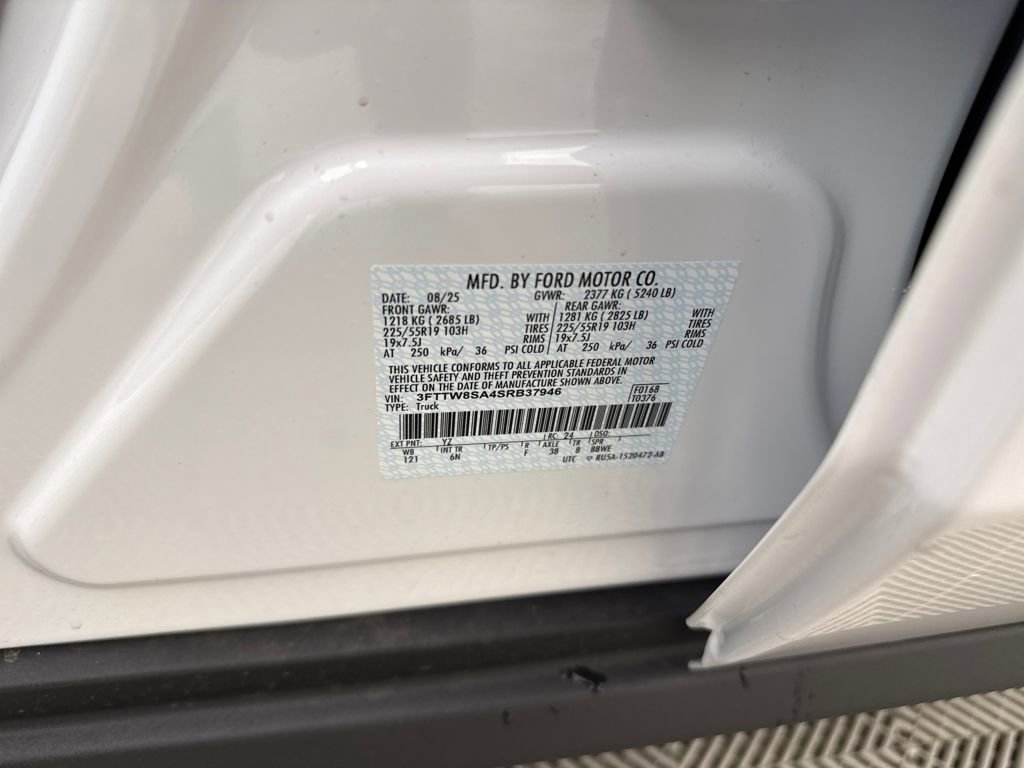 MFD. BY FORD MOTOR CO.
DATE: 08/25 GVWR: 2377 KG ( 5240 LB)
FRONT GAWR: REAR GAWR:
1218 KG ( 2685 LB) WITH 1281 KG ( 2825 LB) WITH
225/55R19 103H TIRES 225/55R19 103H TIRES
19x7.5J RIMS 19x7.5J RIMS
AT 250 kPa/ 36 PSI COLD AT 250 kPa/ 36 PSI COLD
THIS VEHICLE CONFORMS TO ALL APPLICABLE FEDERAL MOTOR
VEHICLE SAFETY AND THEFT PREVENTION STANDARDS IN
EFFECT ON THE DATE OF MANUFACTURE SHOWN ABOVE.
VIN: 3FTTW8SA4SRB37946 F0168
TYPE: Truck T0376
EXT PNT: YZ RC: 24 DSO:
WB INT TR TP/PS R AXLE TR SPR
121 6N F 38 8 BBWE
UTC ▽ RU5A-1520472-AB